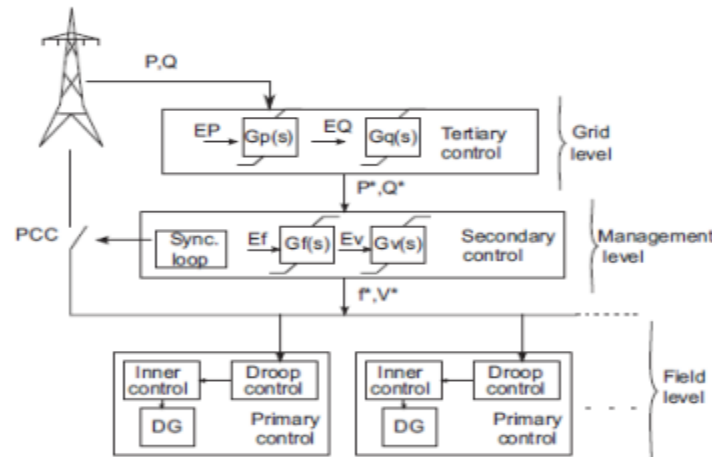 P,Q
EP
Gp(s)
EQ
Gq(s)
Tertiary
control
Grid
level
P*,Q*
PCC
Sync.
loop
Ef
Gf(s)
Ev
Gv(s)
Secondary
control
Management
level
f*,V*
Inner
control
Droop
control
DG
Primary
control
Inner
control
Droop
control
DG
Primary
control
Field
level